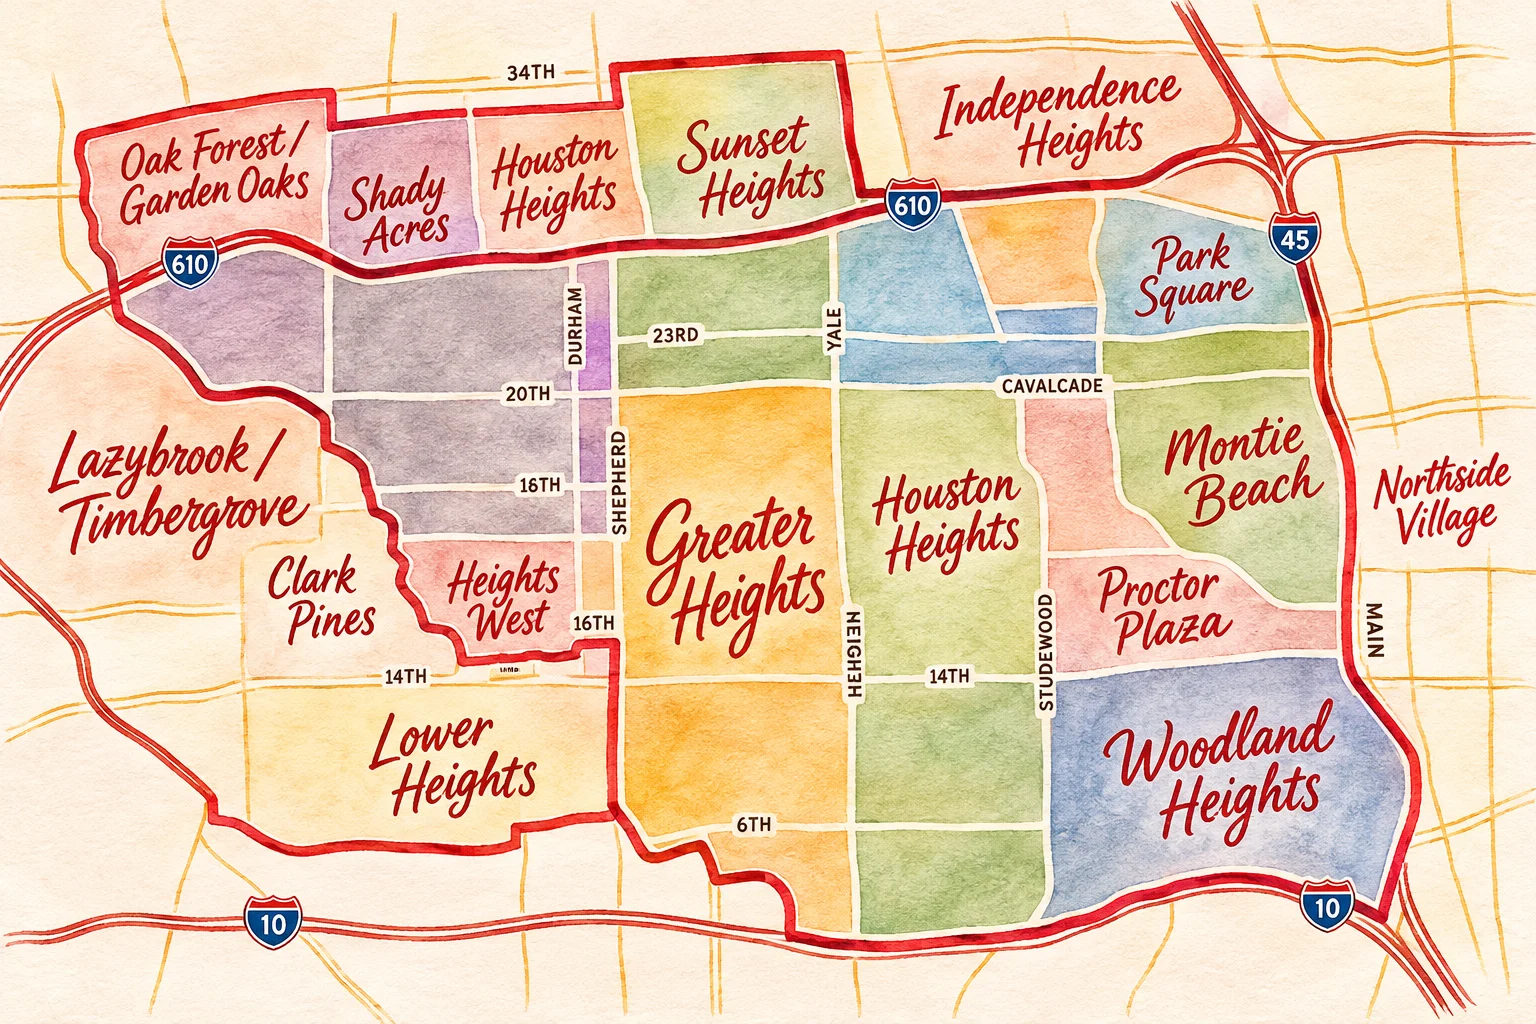 34TH
Oak Forest /
Garden Oaks
Shady
Acres
Houston
Heights
Sunset
Heights
Independence
Heights
610
610
45
Park
Square
DURHAM
23RD
YALE
20TH
CAVALCADE
Lazybrook /
Timbergrove
16TH
SHEPHERD
Greater
Heights
Houston
Heights
Montie
Beach
Northside
Village
Clark
Pines
Heights
West
16TH
HEIGHEH
STUDEWOOD
Proctor
Plaza
MAIN
14TH
14TH
Lower
Heights
Woodland
Heights
6TH
10
10